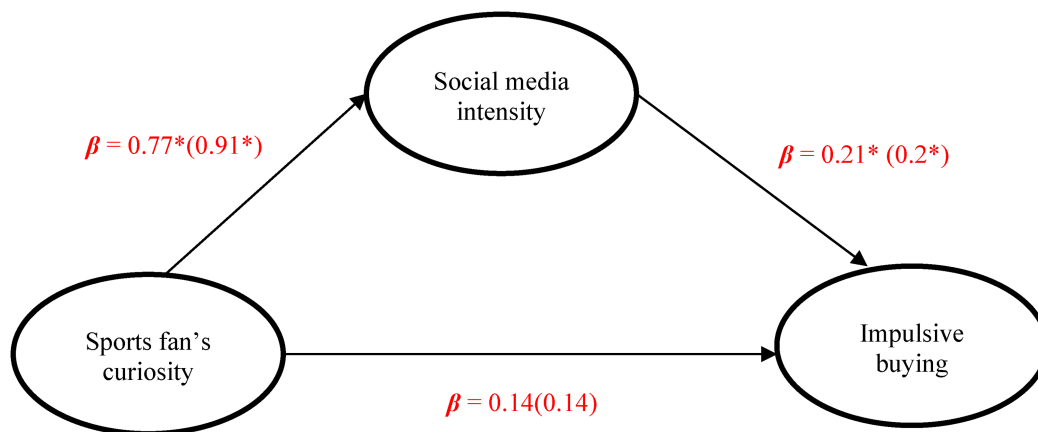 Social media
intensity
β = 0.77*(0.91*)
β = 0.21* (0.2*)
Sports fan’s
curiosity
Impulsive
buying
β = 0.14(0.14)